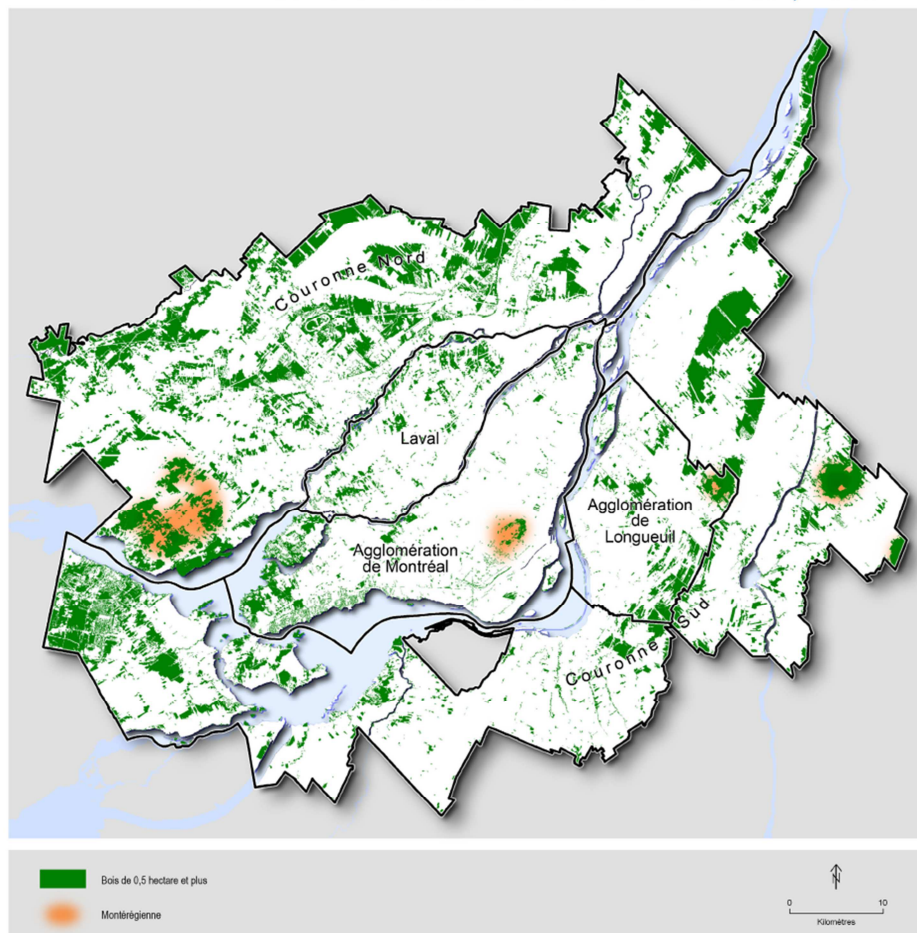 Couronne Nord
Laval
Agglomération
de Montréal
Agglomération
de
Longueuil
Couronne Sud
Bois de 0,5 hectare et plus
Montérégienne
N
0 10
Kilomètres